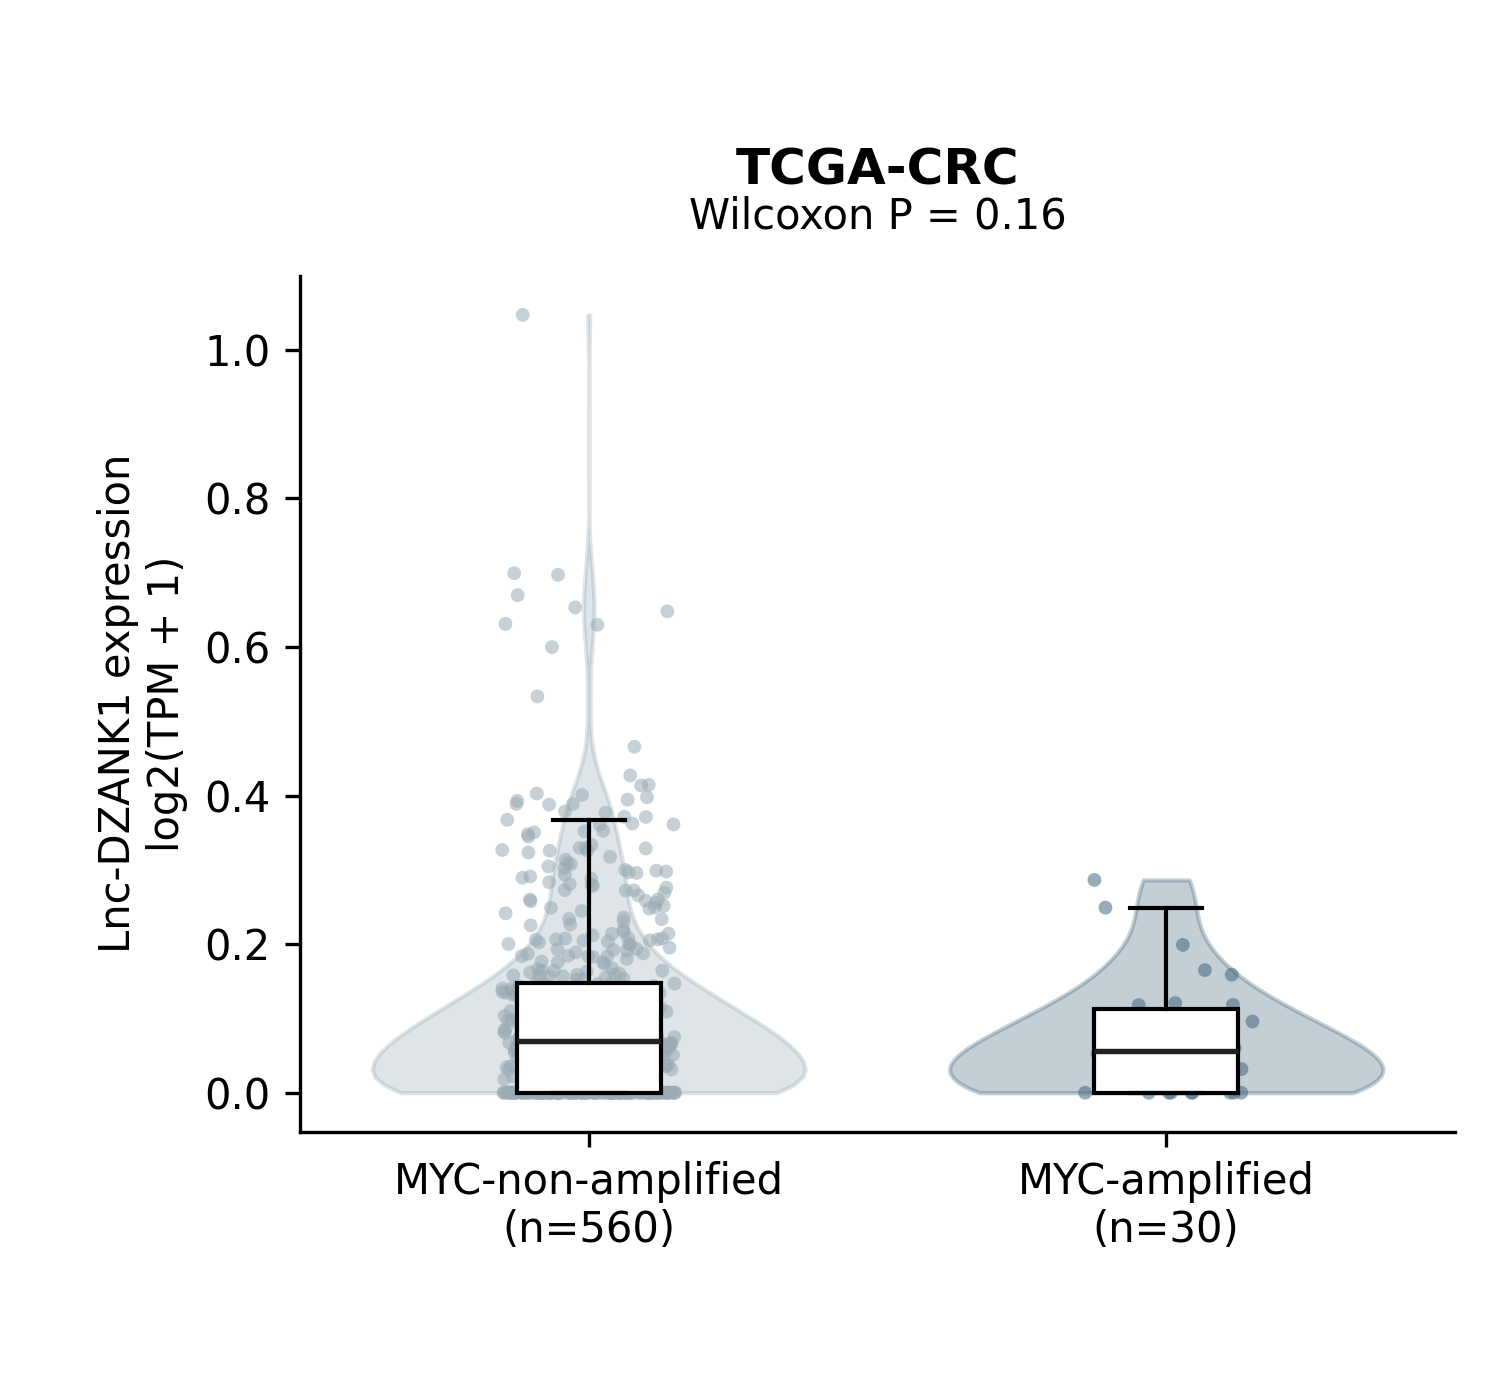 TCGA-CRC
Wilcoxon P = 0.16
Lnc-DZANK1 expression
log2(TPM + 1)
1.0
0.8
0.6
0.4
0.2
0.0
MYC-non-amplified
(n=560)
MYC-amplified
(n=30)